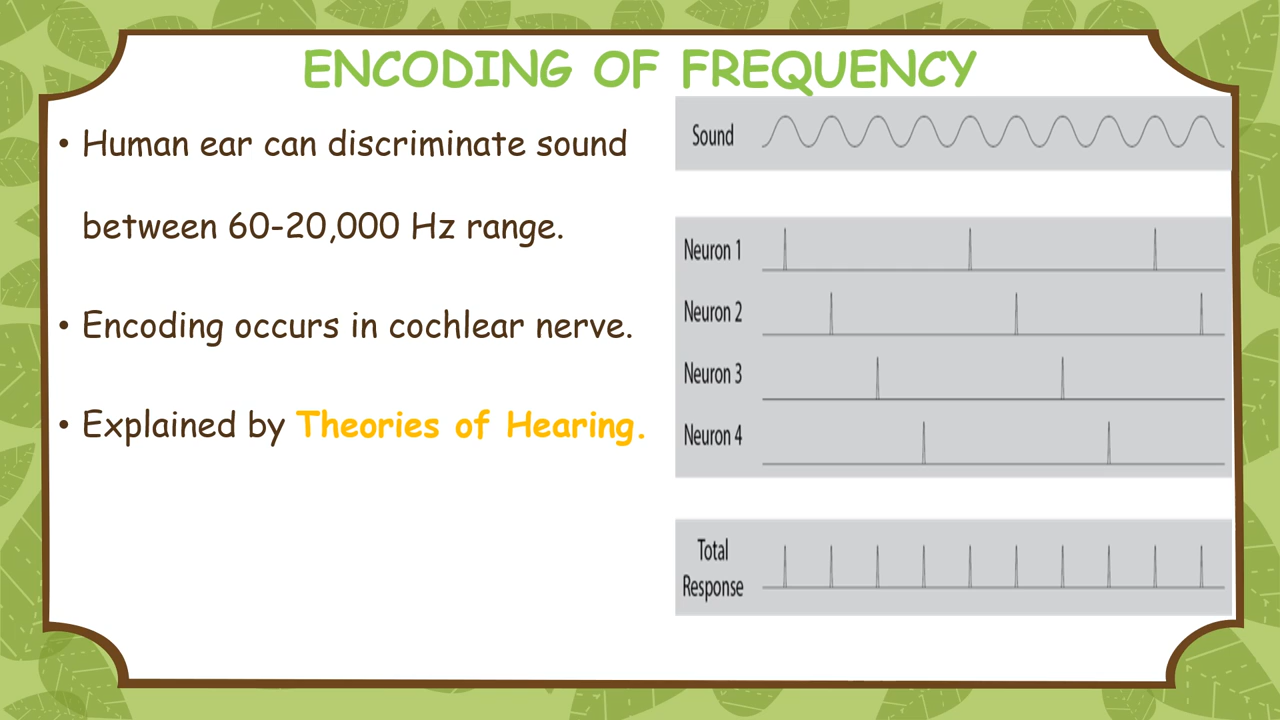 ENCODING OF FREQUENCY
• Human ear can discriminate sound
between 60-20,000 Hz range.
• Encoding occurs in cochlear nerve.
• Explained by Theories of Hearing.
Sound
Neuron 1
Neuron 2
Neuron 3
Neuron 4
Total
Response